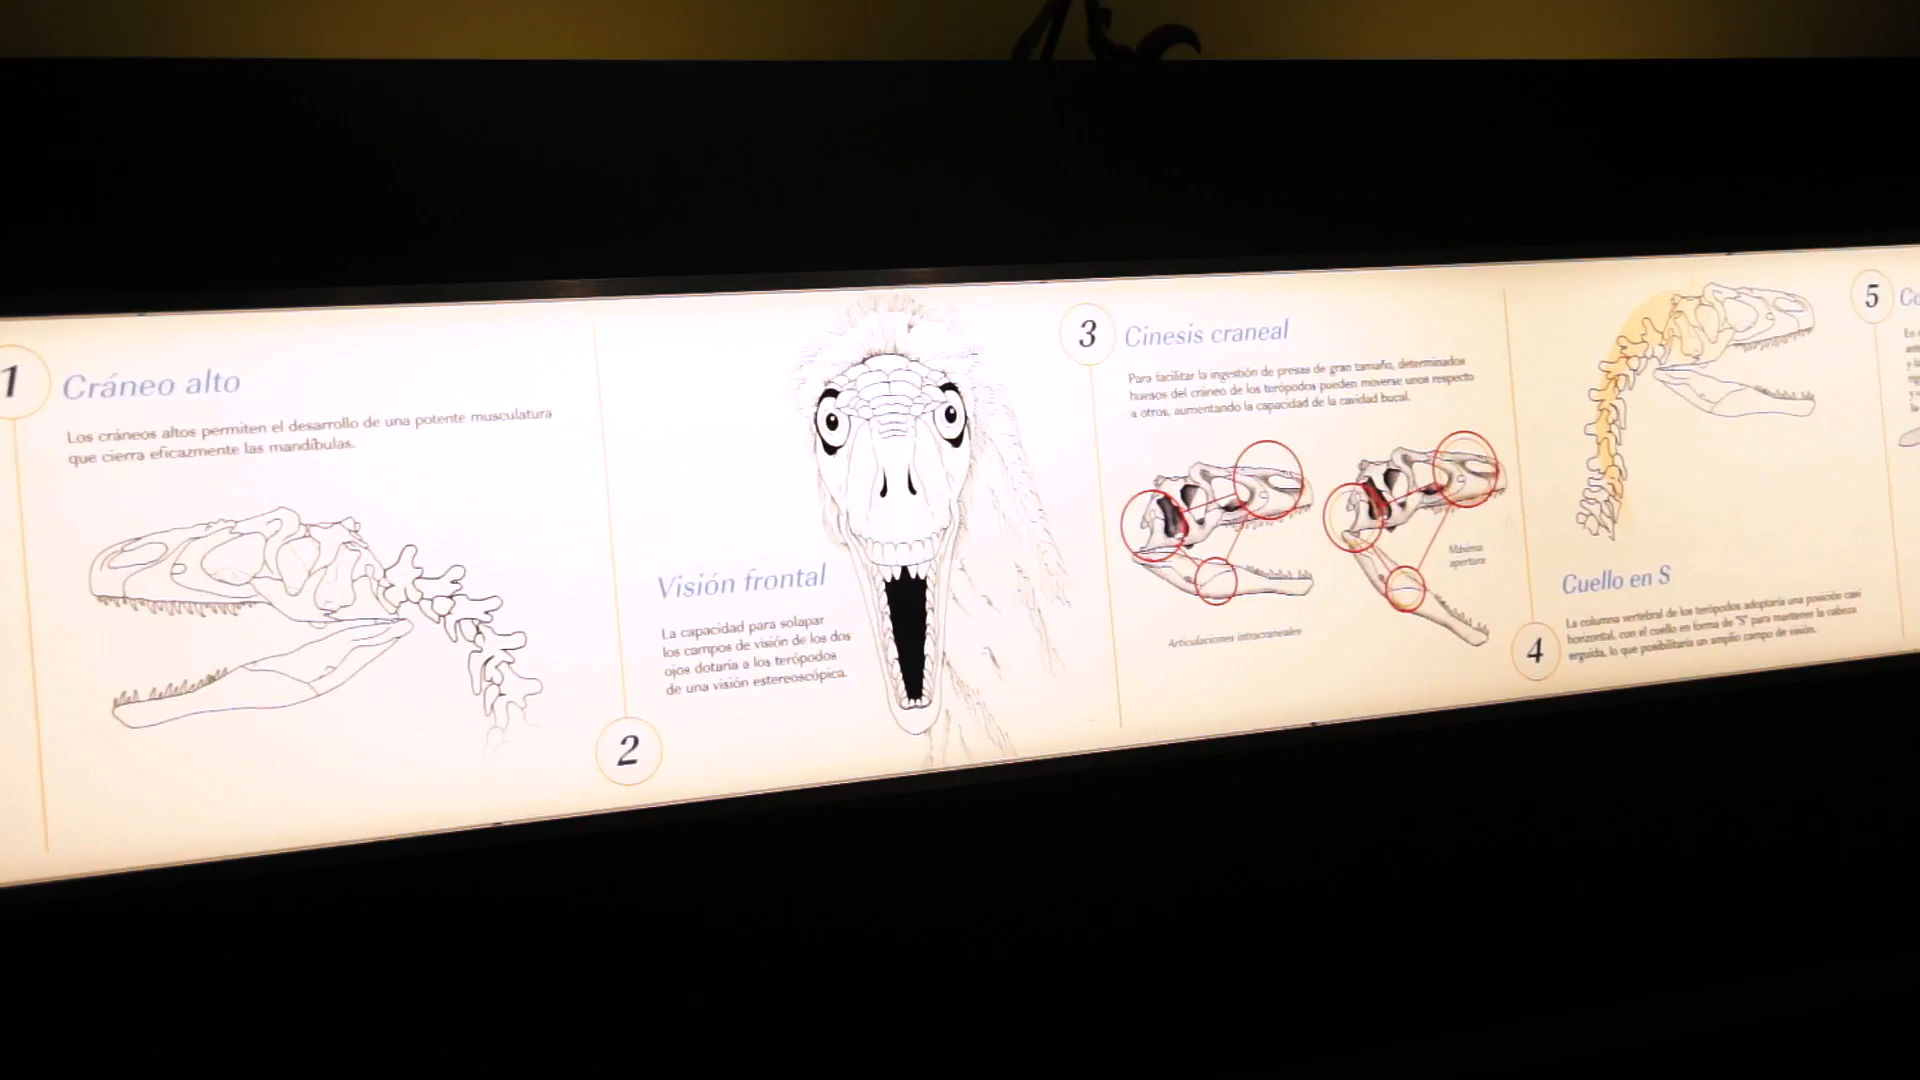 1
Cráneo alto
Los cráneos altos permiten el desarrollo de una potente musculatura
que cierra eficazmente las mandíbulas.
2
Visión frontal
La capacidad para solapar
los campos de visión de los dos
ojos dotaría a los terópodos
de una visión estereoscópica.
3
Cinesis craneal
Para facilitar la ingestión de presas de gran tamaño, determinados
huesos del cráneo de los terópodos pueden moverse unos respecto
a otros, aumentando la capacidad de la cavidad bucal.
Máxima
apertura
Articulaciones intracraneales
4
Cuello en S
La columna vertebral de los terópodos adoptaría una posición casi
horizontal, con el cuello en forma de "S" para mantener la cabeza
erguida, lo que posibilitaría un amplio campo de visión.
5
Co
En